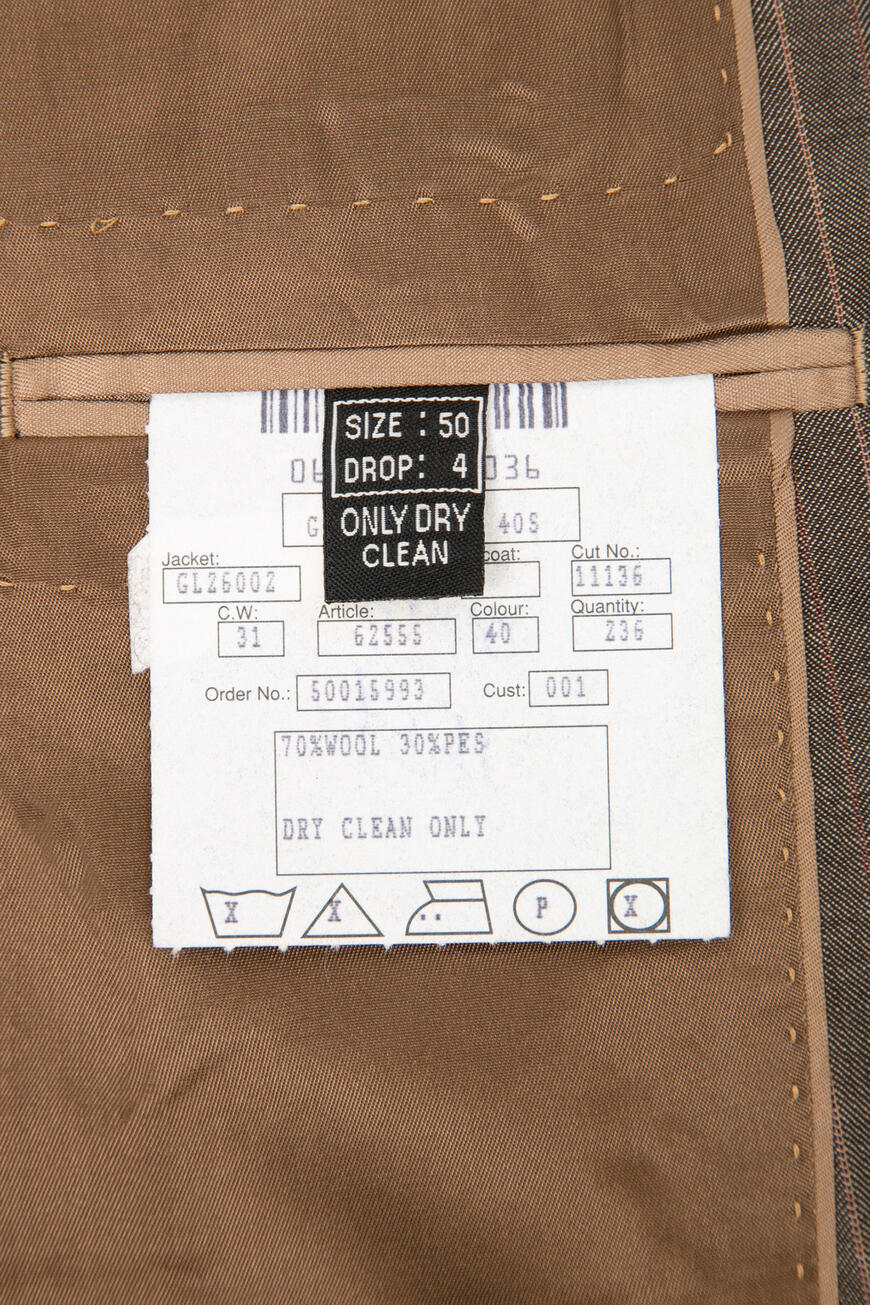 SIZE : 50
DROP: 4
ONLY DRY
CLEAN
036
40S
Jacket:
coat:
Cut No.:
GL26002
11136
C.W:
Article:
Colour:
Quantity:
31
62555
40
236
Order No.: 50015993 Cust: 001
70%WOOL 30%PES
DRY CLEAN ONLY
X X P X